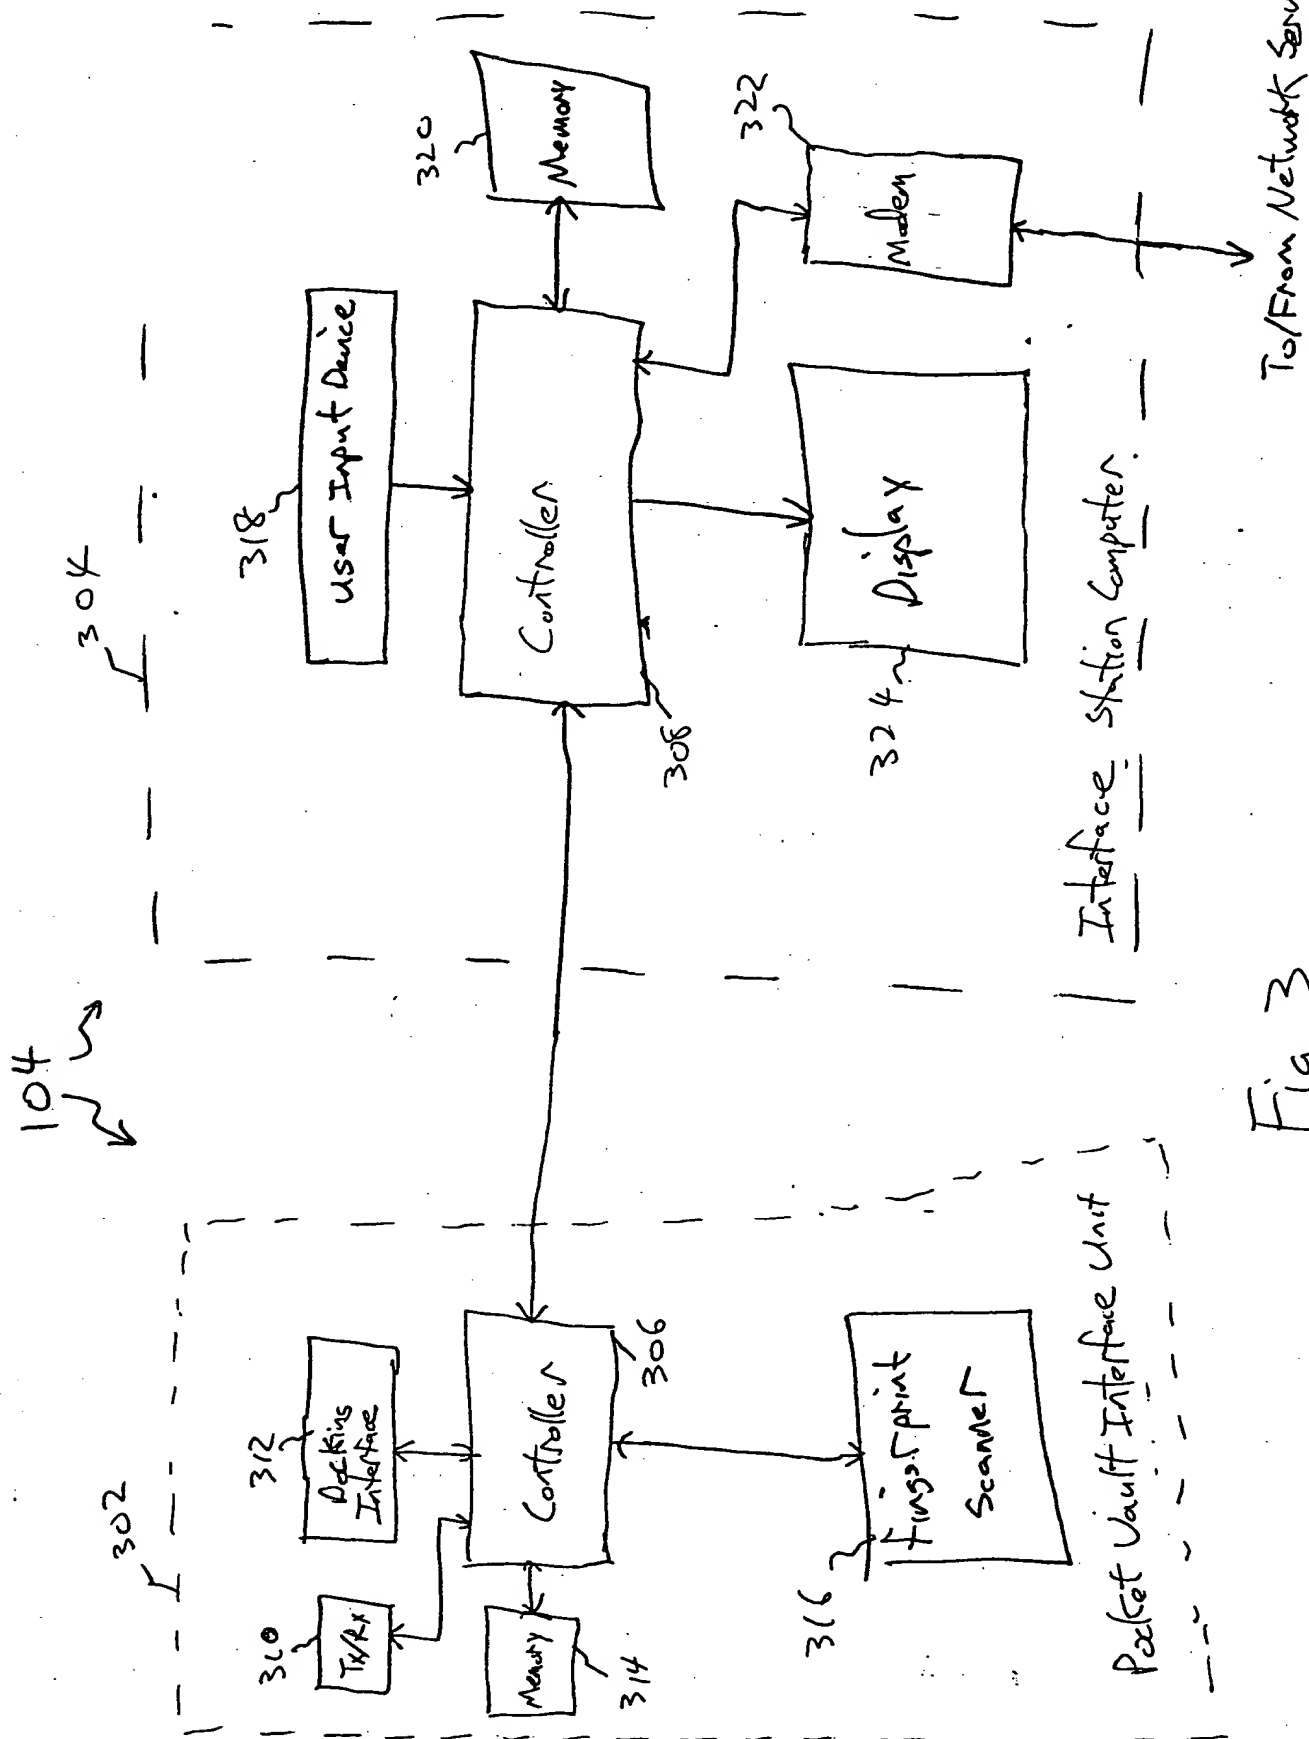 104
302
304
310
Tx/Rx
312
Docking
Interface
318
User Input Device
320
Memory
Memory
314
Controller
306
Controller
308
322
Modem
316
Fingerprint
Scanner
324
Display
Pocket Vault Interface Unit
Interface Station Computer
To/From Network
Fig 3